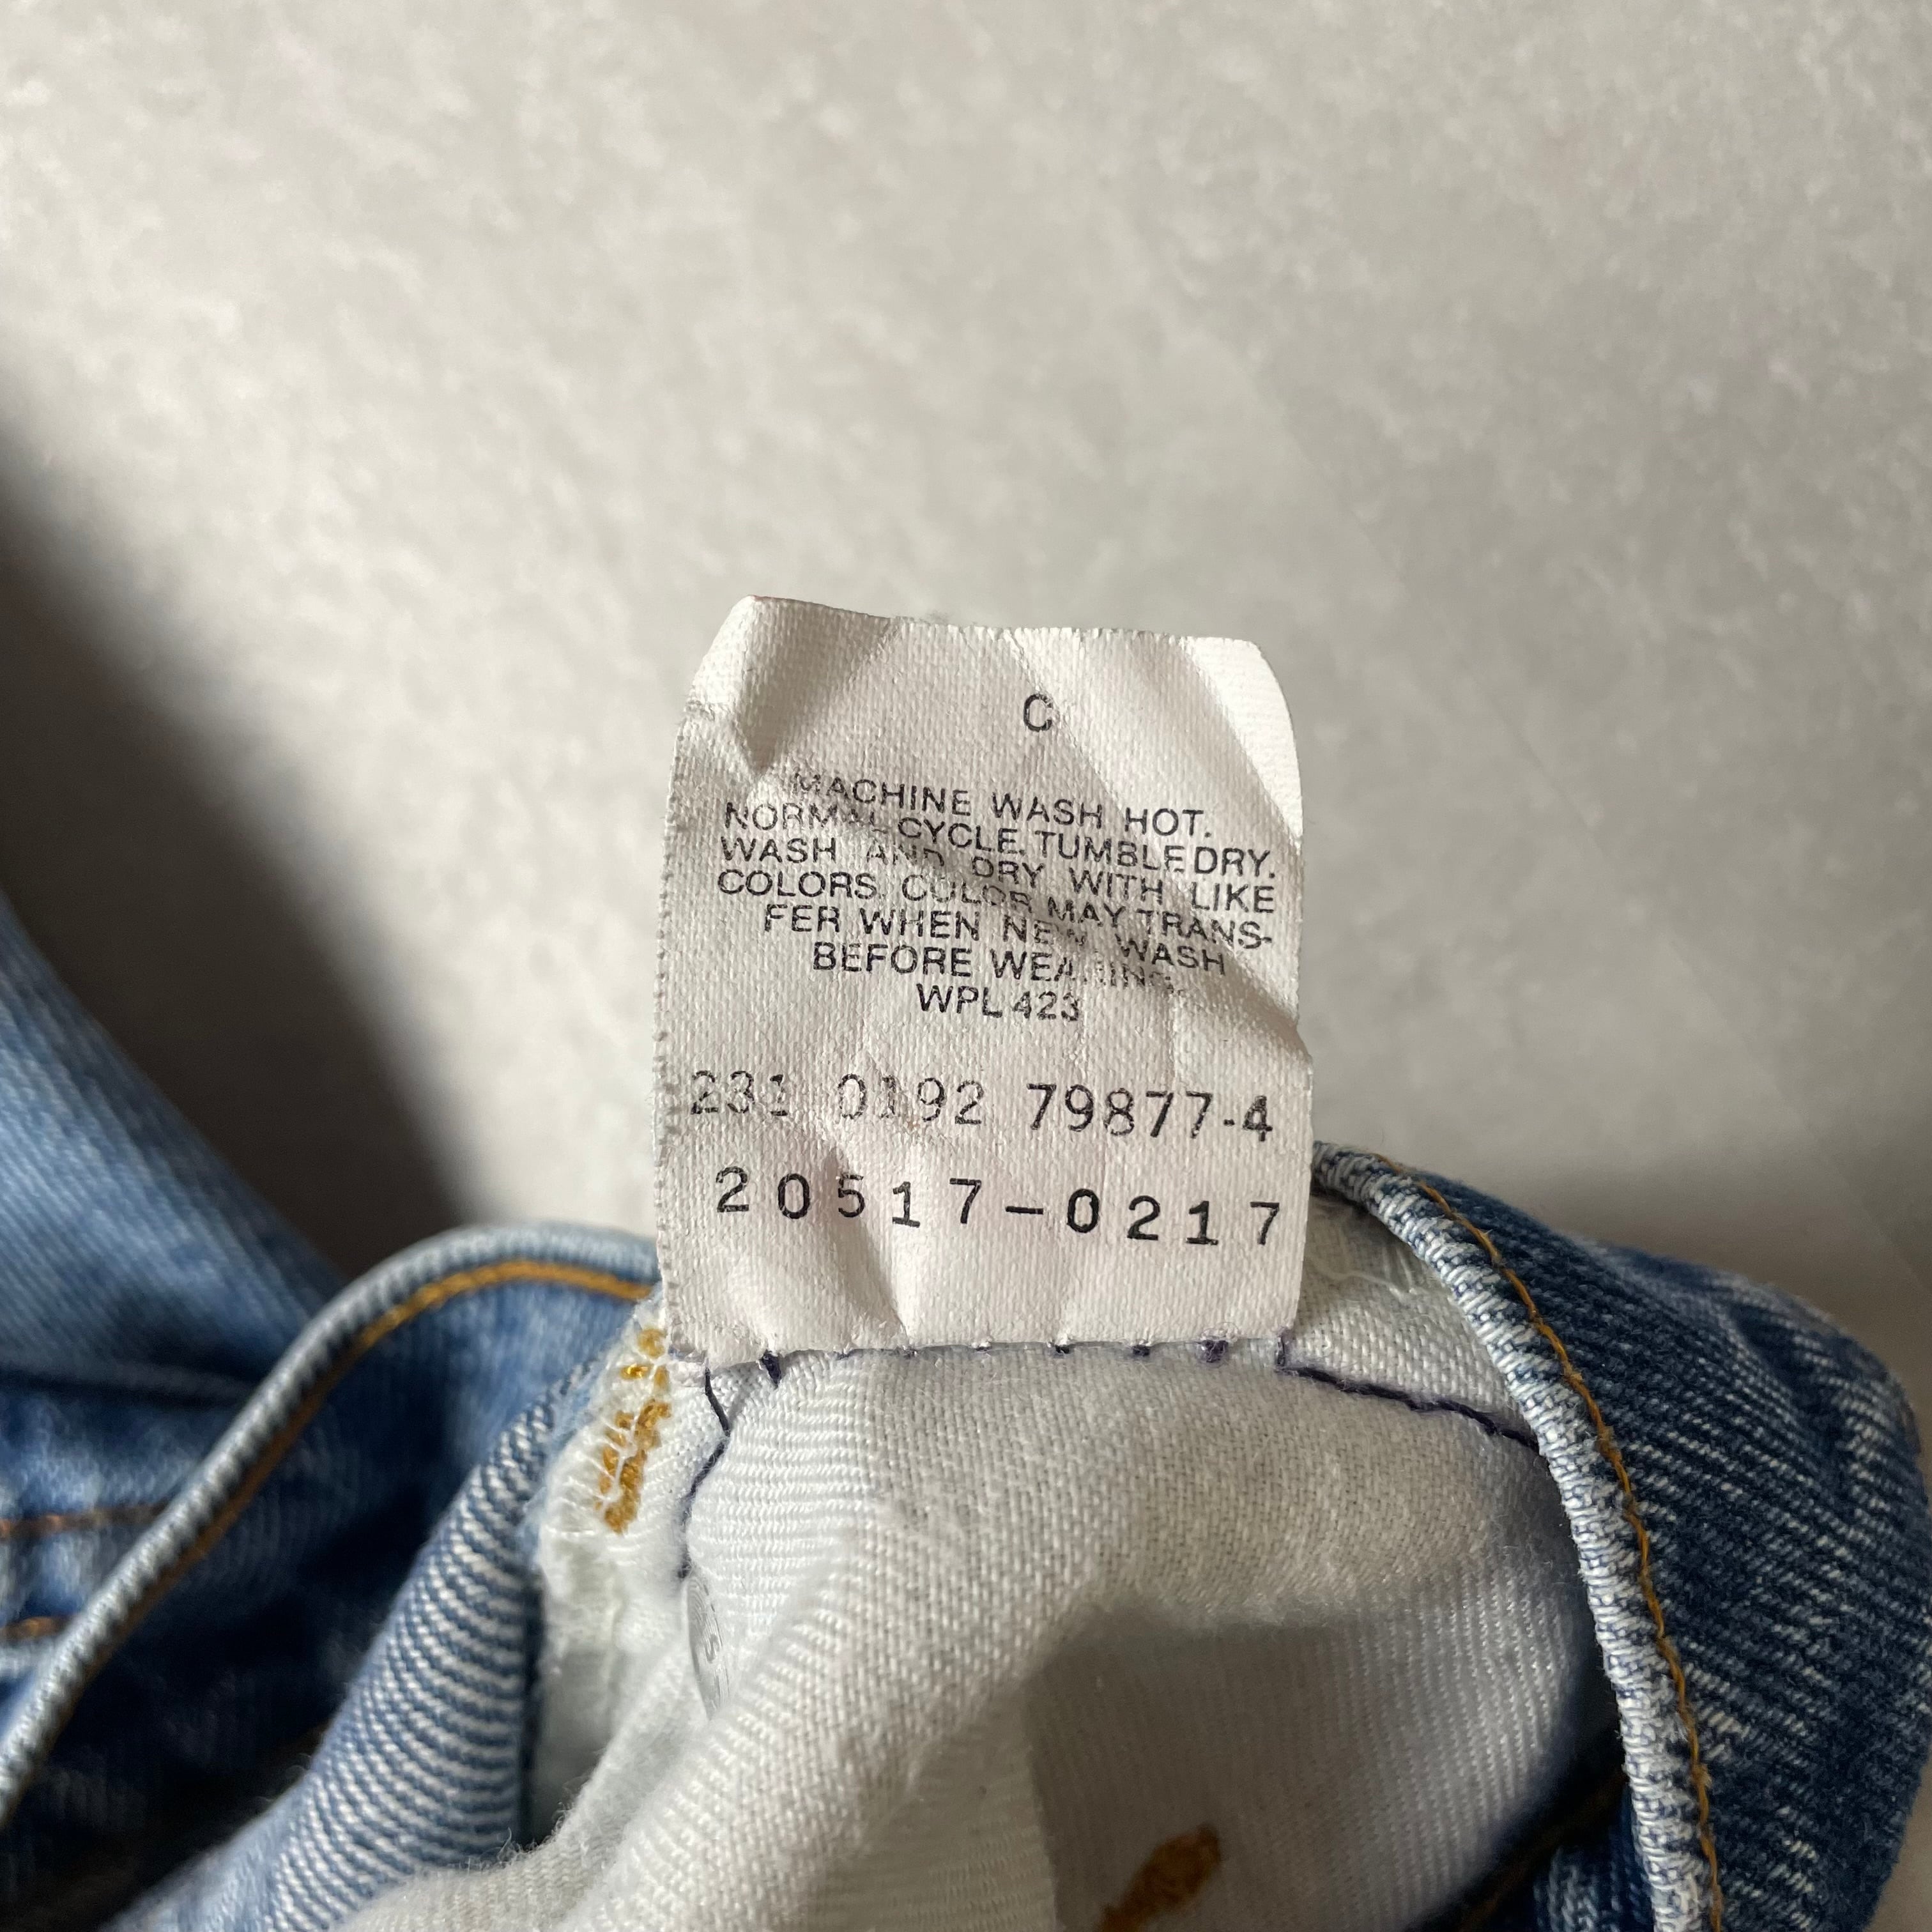 C
MACHINE WASH HOT.
NORMAL CYCLE. TUMBLE DRY.
WASH AND DRY WITH LIKE
COLORS. COLOR MAY TRANS-
FER WHEN NEW. WASH
BEFORE WEARING.
WPL 423
231 0192 79877-4
20517-0217